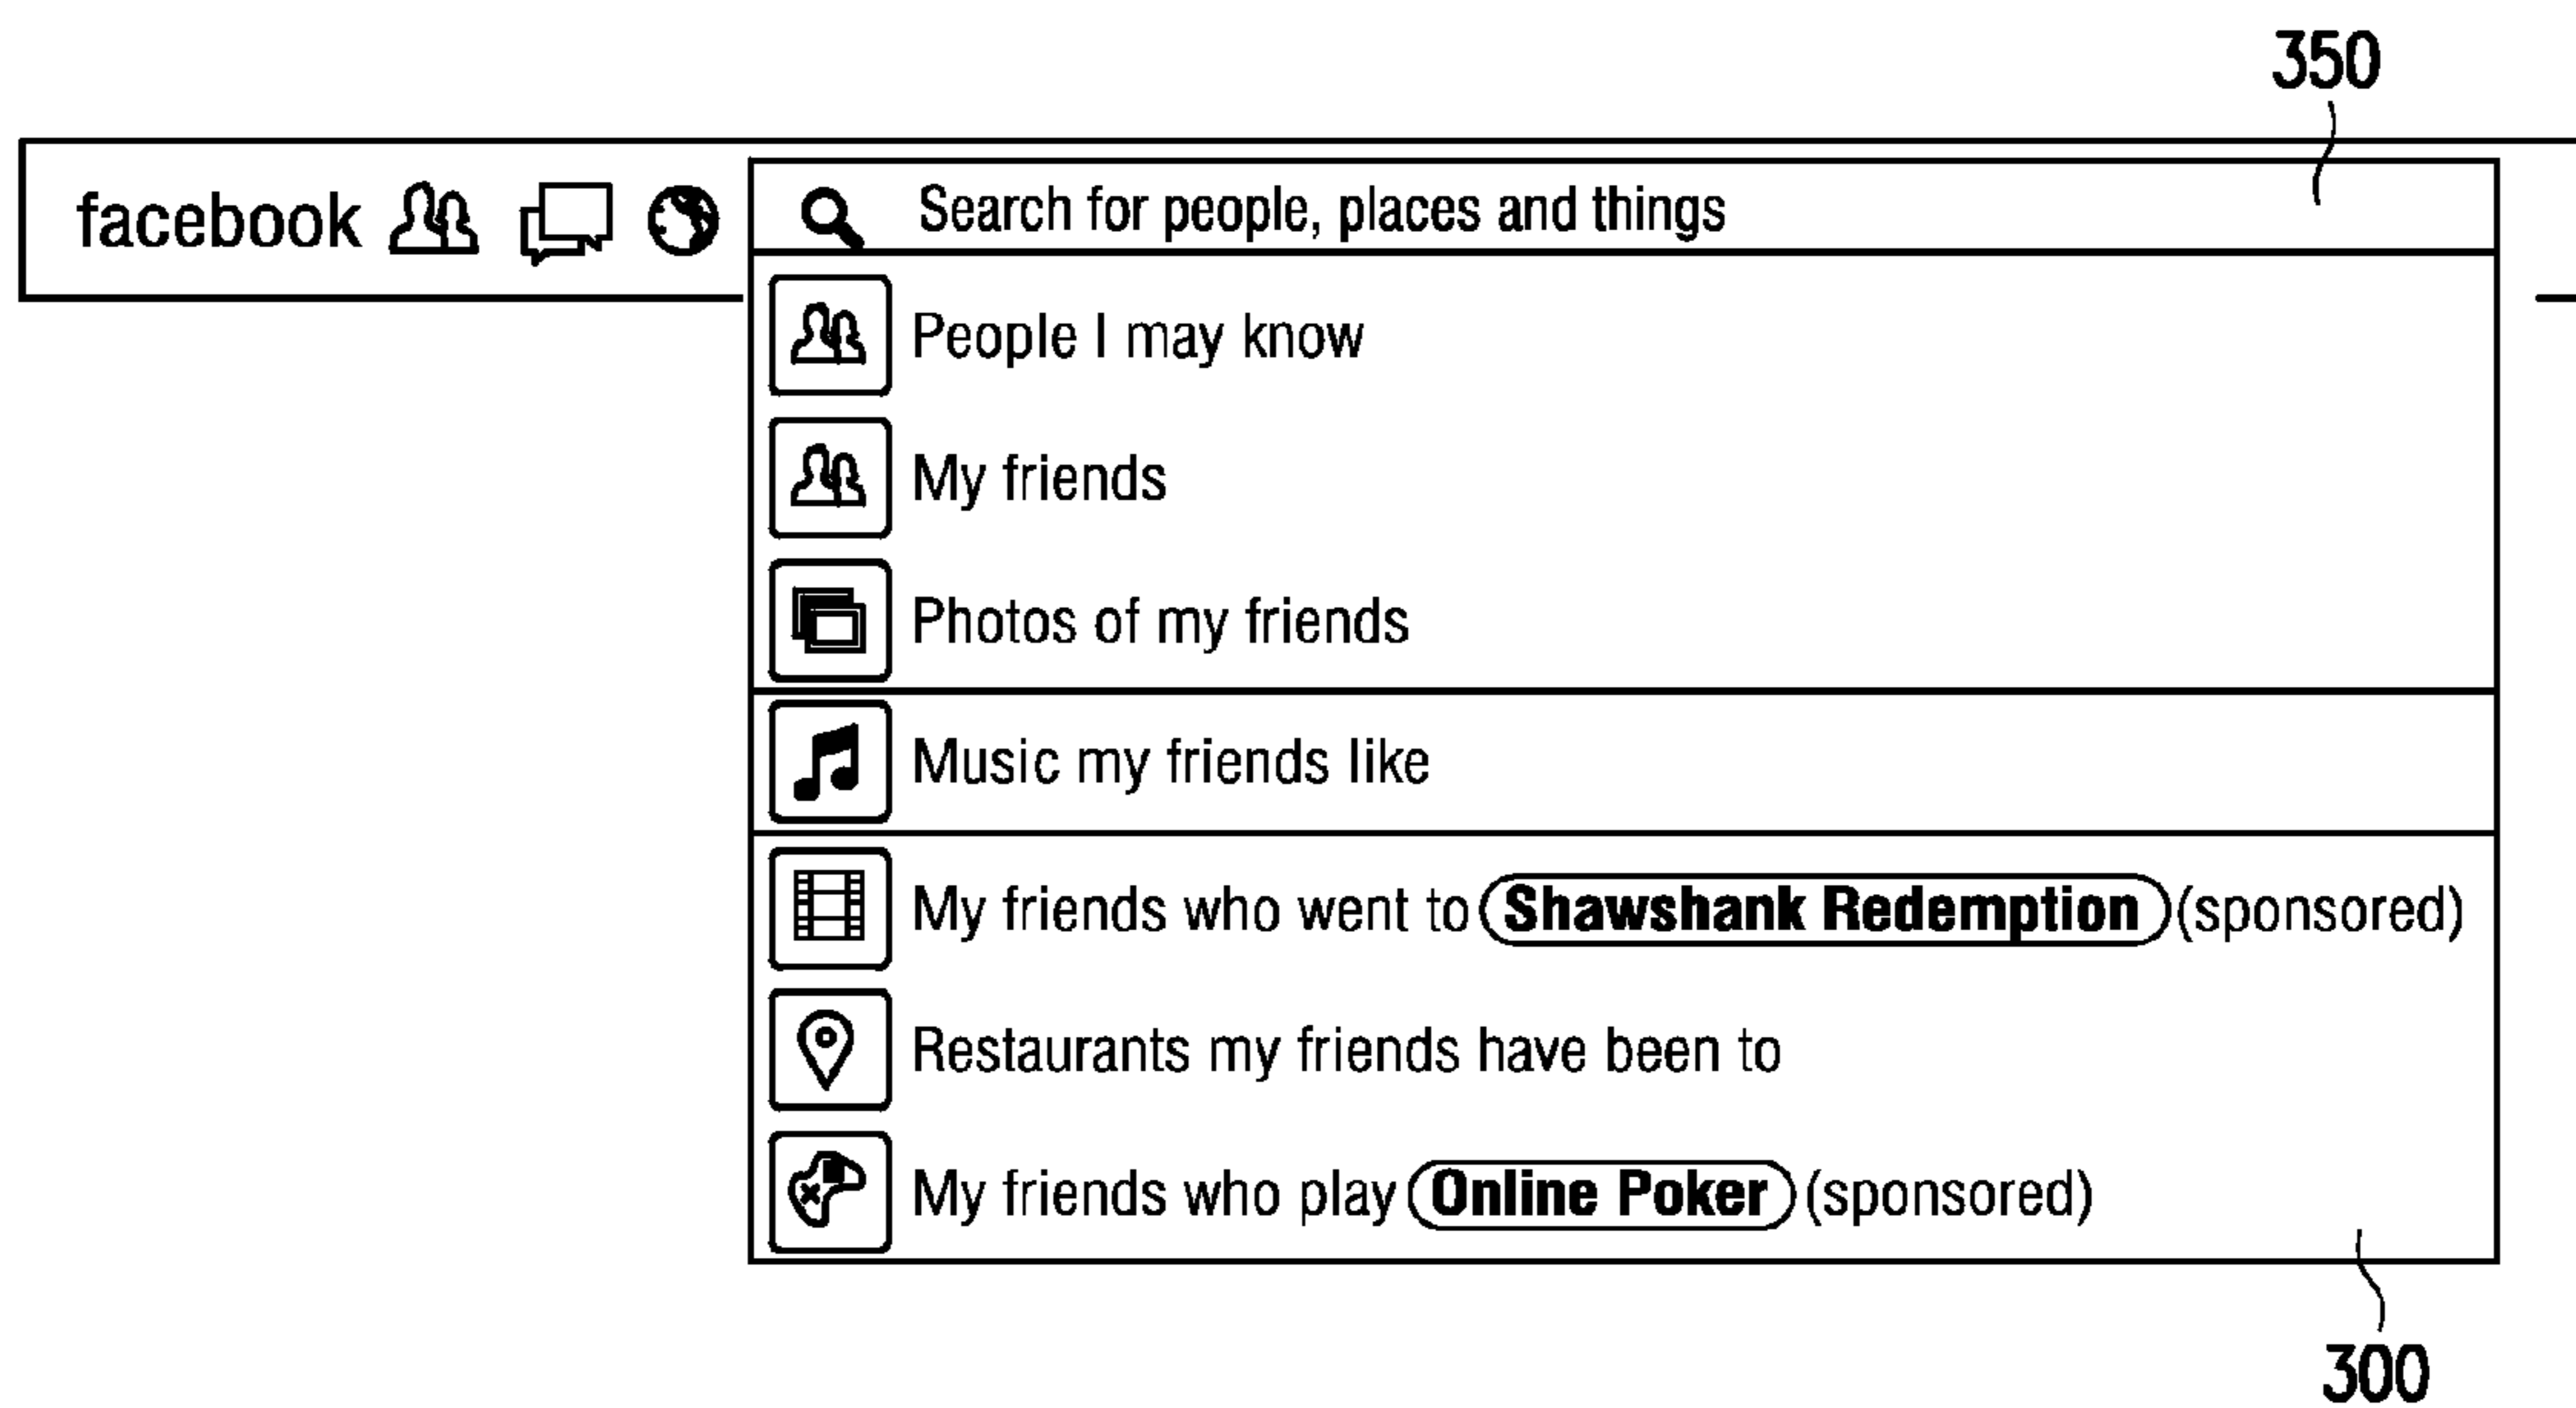 350
facebook
Search for people, places and things
People I may know
My friends
Photos of my friends
Music my friends like
My friends who went to Shawshank Redemption (sponsored)
Restaurants my friends have been to
My friends who play Online Poker (sponsored)
300